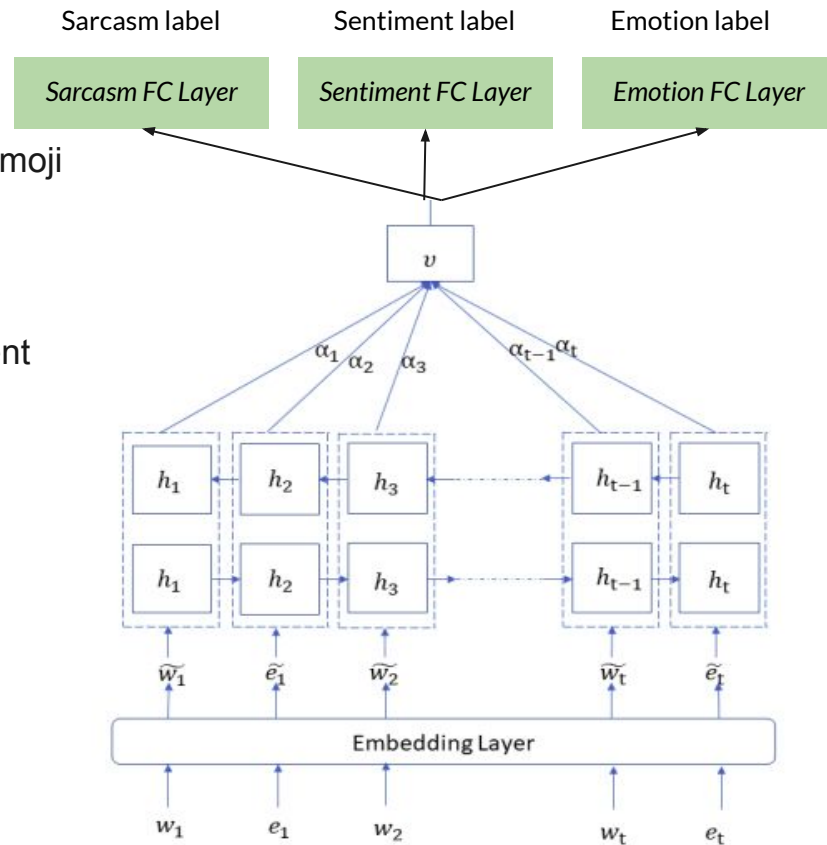 Sarcasm label Sentiment label Emotion label
Sarcasm FC Layer Sentiment FC Layer Emotion FC Layer
moji
v
nt
α₁ α₂ α₃ αₜ₋₁ αₜ
h₁ h₂ h₃ hₜ₋₁ hₜ
h₁ h₂ h₃ hₜ₋₁ hₜ
w̃₁ ẽ₁ w̃₂ w̃ₜ ẽₜ
Embedding Layer
w₁ e₁ w₂ wₜ eₜ